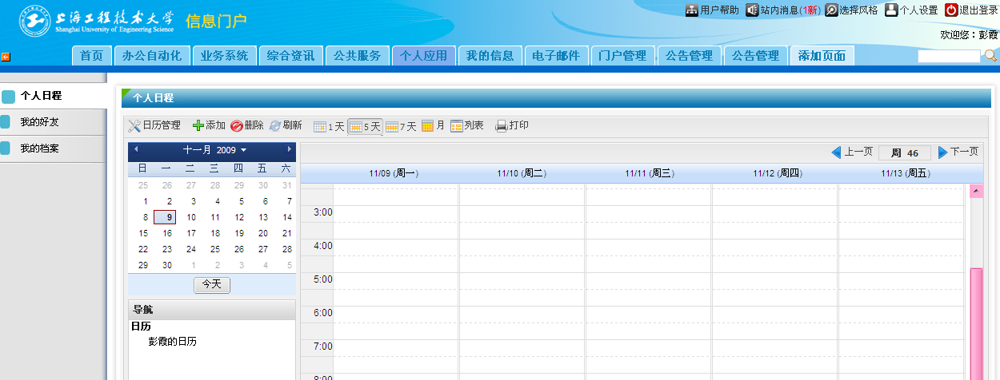 上海工程技术大学 信息门户
Shanghai University of Engineering Science
用户帮助 站内消息(1新) 选择风格 个人设置 退出登录
欢迎您：彭霞
首页 办公自动化 业务系统 综合资讯 公共服务 个人应用 我的信息 电子邮件 门户管理 公告管理 公告管理 添加页面
个人日程
我的好友
我的档案
个人日程
日历管理 添加 删除 刷新 1 天 5 天 7 天 月 列表 打印
十一月 2009
日 一 二 三 四 五 六
25 26 27 28 29 30 31
1 2 3 4 5 6 7
8 9 10 11 12 13 14
15 16 17 18 19 20 21
22 23 24 25 26 27 28
29 30 1 2 3 4 5
今天
导航
日历
彭霞的日历
上一页 周 46 下一页
11/09 (周一) 11/10 (周二) 11/11 (周三) 11/12 (周四) 11/13 (周五)
3:00
4:00
5:00
6:00
7:00
8:00